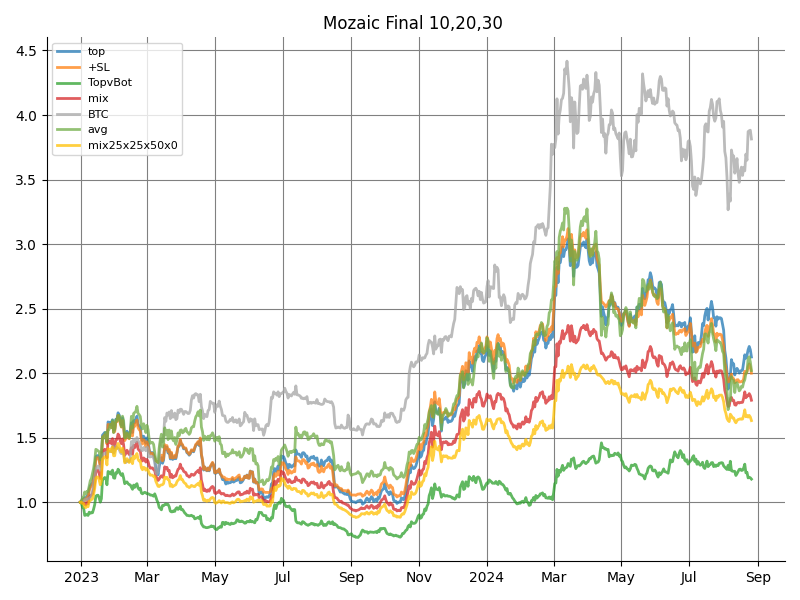 Mozaic Final 10,20,30
top
+SL
TopvBot
mix
BTC
avg
mix25x25x50x0
4.5
4.0
3.5
3.0
2.5
2.0
1.5
1.0
2023 Mar May Jul Sep Nov 2024 Mar May Jul Sep